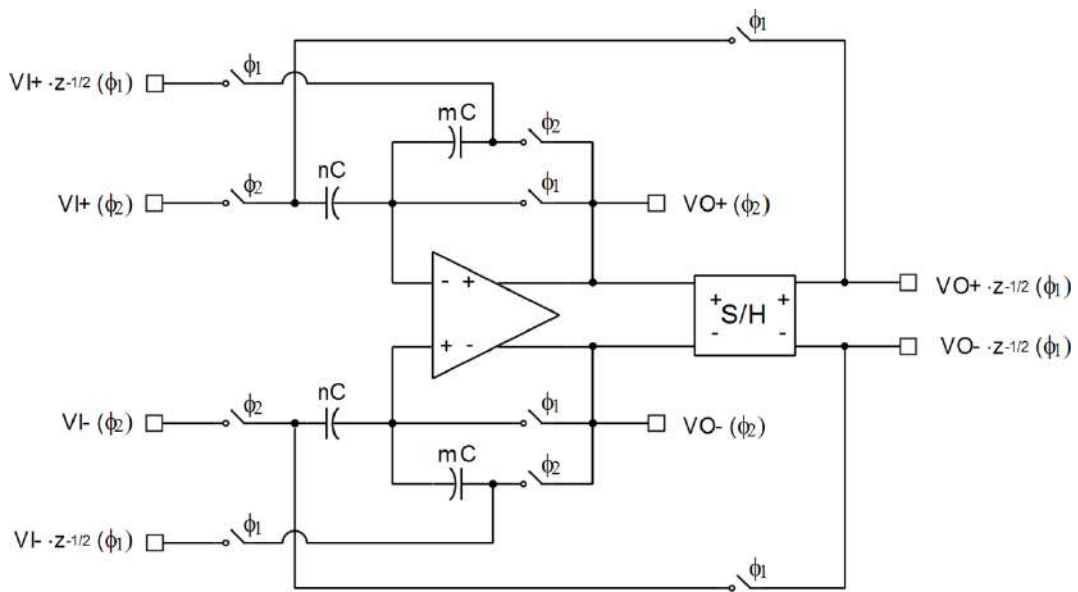 ϕ1
VI+ ·z-1/2 (ϕ1)
ϕ1
mC
ϕ2
nC
VI+ (ϕ2)
ϕ2
ϕ1
VO+ (ϕ2)
- +
+ -
+ +
S/H
- -
VO+ ·z-1/2 (ϕ1)
VO- ·z-1/2 (ϕ1)
nC
VI- (ϕ2)
ϕ2
ϕ1
VO- (ϕ2)
mC
ϕ2
VI- ·z-1/2 (ϕ1)
ϕ1
ϕ1